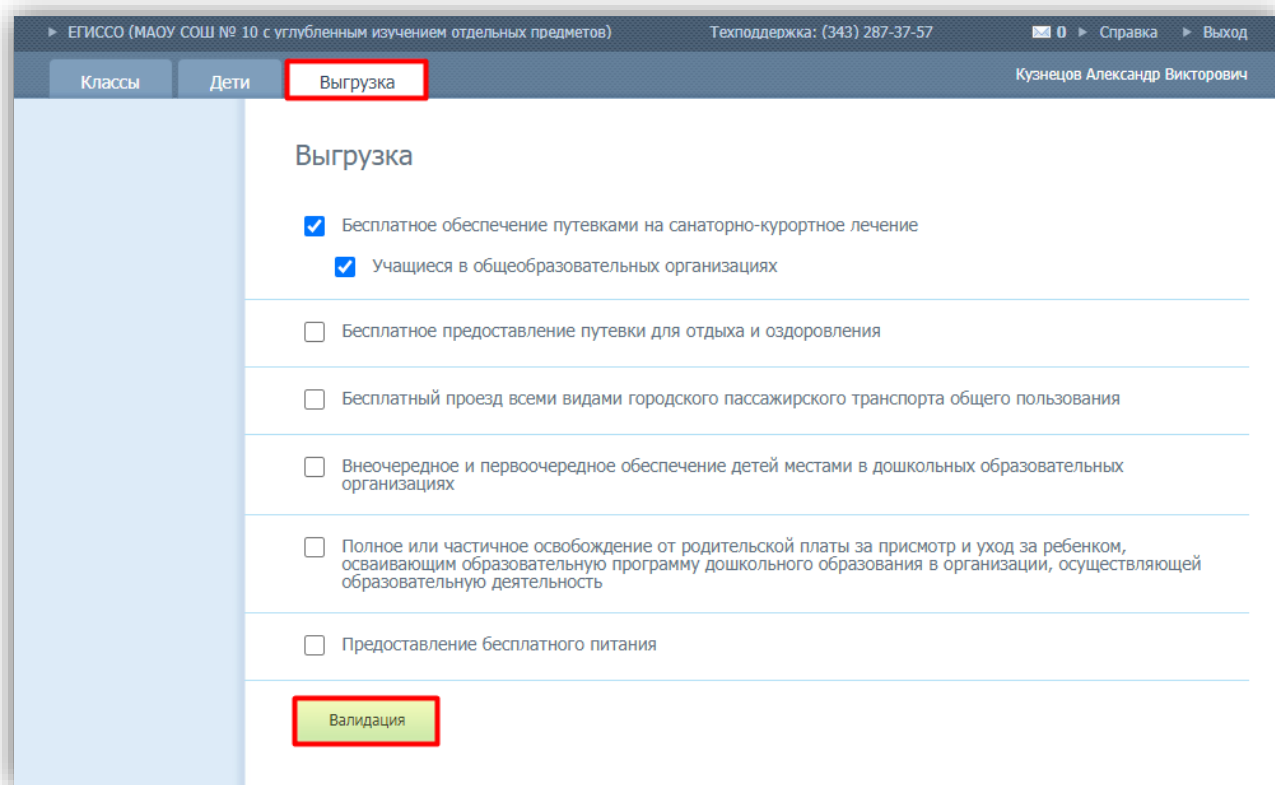 ЕГИССО (МАОУ СОШ № 10 с углубленным изучением отдельных предметов) Техподдержка: (343) 287-37-57 0 Справка Выход
Классы Дети Выгрузка Кузнецов Александр Викторович
Выгрузка
Бесплатное обеспечение путевками на санаторно-курортное лечение
Учащиеся в общеобразовательных организациях
Бесплатное предоставление путевки для отдыха и оздоровления
Бесплатный проезд всеми видами городского пассажирского транспорта общего пользования
Внеочередное и первоочередное обеспечение детей местами в дошкольных образовательных
организациях
Полное или частичное освобождение от родительской платы за присмотр и уход за ребенком,
осваивающим образовательную программу дошкольного образования в организации, осуществляющей
образовательную деятельность
Предоставление бесплатного питания
Валидация